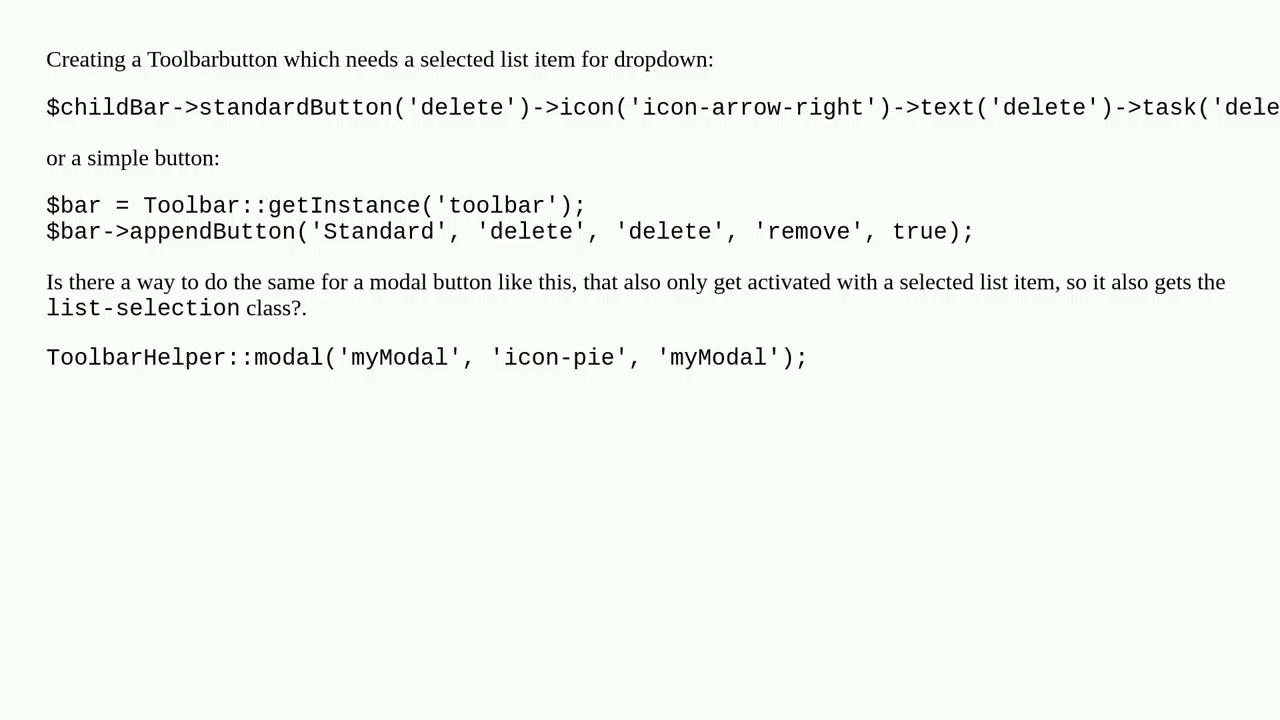 Creating a Toolbarbutton which needs a selected list item for dropdown:
$childBar->standardButton('delete')->icon('icon-arrow-right')->text('delete')->task('dele
or a simple button:
$bar = Toolbar::getInstance('toolbar');
$bar->appendButton('Standard', 'delete', 'delete', 'remove', true);
Is there a way to do the same for a modal button like this, that also only get activated with a selected list item, so it also gets the
list-selection class?.
ToolbarHelper::modal('myModal', 'icon-pie', 'myModal');